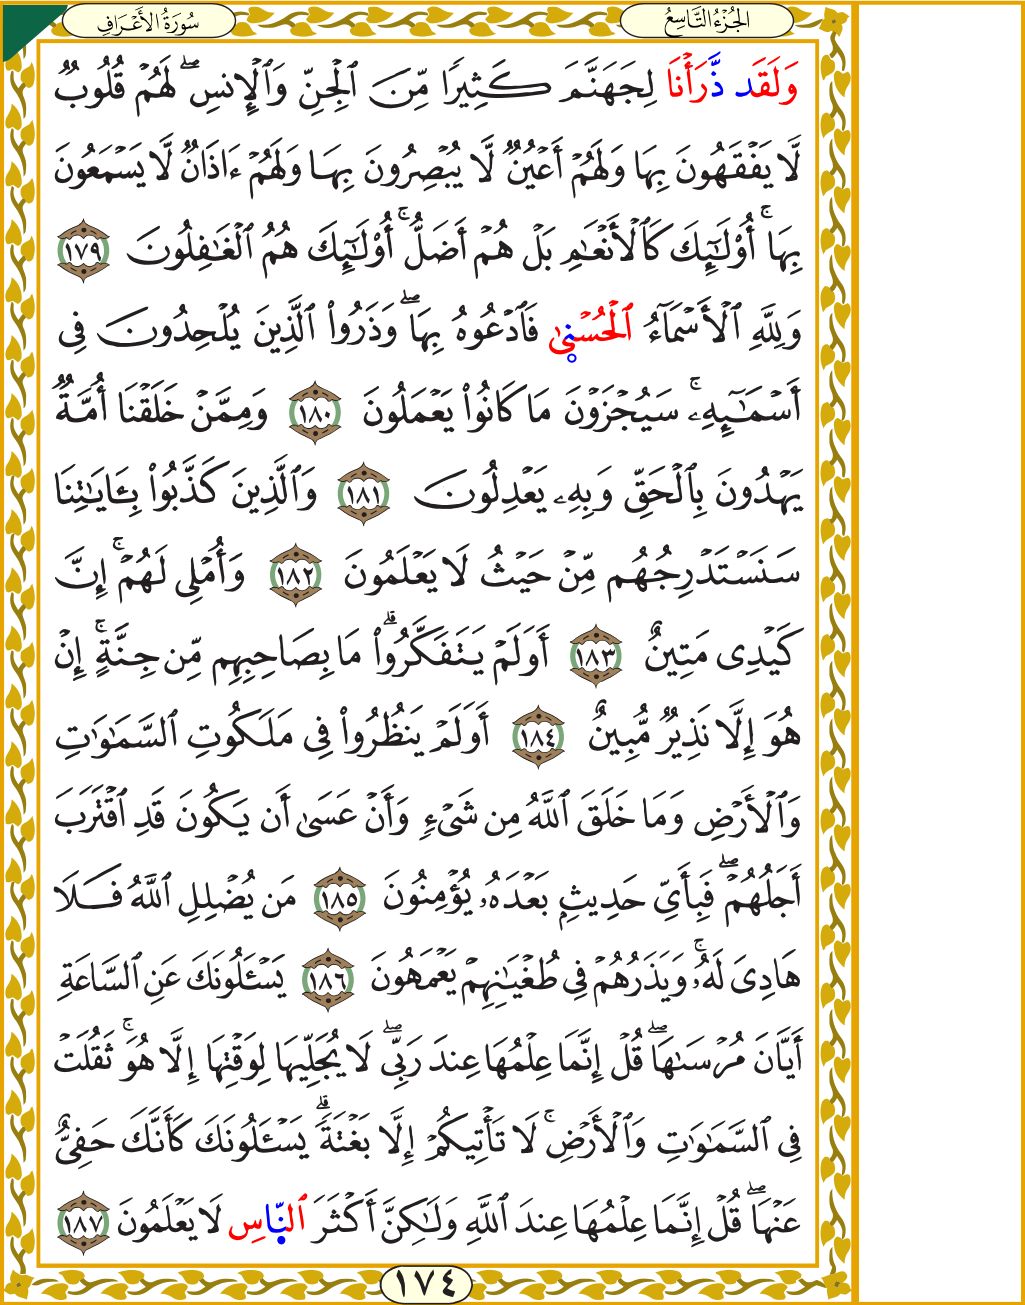 الجُزْءُ التَّاسِعُ
سُورَةُ الأَعْرَافِ
وَلَقَد ذَّرَأۡنَا لِجَهَنَّمَ كَثِيرٗا مِّنَ ٱلۡجِنِّ وَٱلۡإِنسِۖ لَهُمۡ قُلُوبٞ
لَّا يَفۡقَهُونَ بِهَا وَلَهُمۡ أَعۡيُنٞ لَّا يُبۡصِرُونَ بِهَا وَلَهُمۡ ءَاذَانٞ لَّا يَسۡمَعُونَ
بِهَآۚ أُوْلَٰٓئِكَ كَٱلۡأَنۡعَٰمِ بَلۡ هُمۡ أَضَلُّۚ أُوْلَٰٓئِكَ هُمُ ٱلۡغَٰفِلُونَ ١٧٩
وَلِلَّهِ ٱلۡأَسۡمَآءُ ٱلۡحُسۡنىٰ فَٱدۡعُوهُ بِهَاۖ وَذَرُواْ ٱلَّذِينَ يُلۡحِدُونَ فِي
أَسۡمَٰٓئِهِۦۚ سَيُجۡزَوۡنَ مَا كَانُواْ يَعۡمَلُونَ ١٨٠ وَمِمَّنۡ خَلَقۡنَآ أُمَّةٞ
يَهۡدُونَ بِٱلۡحَقِّ وَبِهِۦ يَعۡدِلُونَ ١٨١ وَٱلَّذِينَ كَذَّبُواْ بِـَٔايَٰتِنَا
سَنَسۡتَدۡرِجُهُم مِّنۡ حَيۡثُ لَا يَعۡلَمُونَ ١٨٢ وَأُمۡلِي لَهُمۡۚ إِنَّ
كَيۡدِي مَتِينٌ ١٨٣ أَوَلَمۡ يَتَفَكَّرُواْۗ مَا بِصَاحِبِهِم مِّن جِنَّةٍۚ إِنۡ
هُوَ إِلَّا نَذِيرٞ مُّبِينٌ ١٨٤ أَوَلَمۡ يَنظُرُواْ فِي مَلَكُوتِ ٱلسَّمَٰوَٰتِ
وَٱلۡأَرۡضِ وَمَا خَلَقَ ٱللَّهُ مِن شَيۡءٖ وَأَنۡ عَسَىٰٓ أَن يَكُونَ قَدِ ٱقۡتَرَبَ
أَجَلُهُمۡۖ فَبِأَيِّ حَدِيثِۭ بَعۡدَهُۥ يُؤۡمِنُونَ ١٨٥ مَن يُضۡلِلِ ٱللَّهُ فَلَا
هَادِيَ لَهُۥۚ وَيَذَرُهُمۡ فِي طُغۡيَٰنِهِمۡ يَعۡمَهُونَ ١٨٦ يَسۡـَٔلُونَكَ عَنِ ٱلسَّاعَةِ
أَيَّانَ مُرۡسَىٰهَاۖ قُلۡ إِنَّمَا عِلۡمُهَا عِندَ رَبِّيۖ لَا يُجَلِّيهَا لِوَقۡتِهَآ إِلَّا هُوَۚ ثَقُلَتۡ
فِي ٱلسَّمَٰوَٰتِ وَٱلۡأَرۡضِۚ لَا تَأۡتِيكُمۡ إِلَّا بَغۡتَةٗۗ يَسۡـَٔلُونَكَ كَأَنَّكَ حَفِيٌّ
عَنۡهَاۖ قُلۡ إِنَّمَا عِلۡمُهَا عِندَ ٱللَّهِ وَلَٰكِنَّ أَكۡثَرَ ٱلنَّاسِ لَا يَعۡلَمُونَ ١٨٧
١٧٤